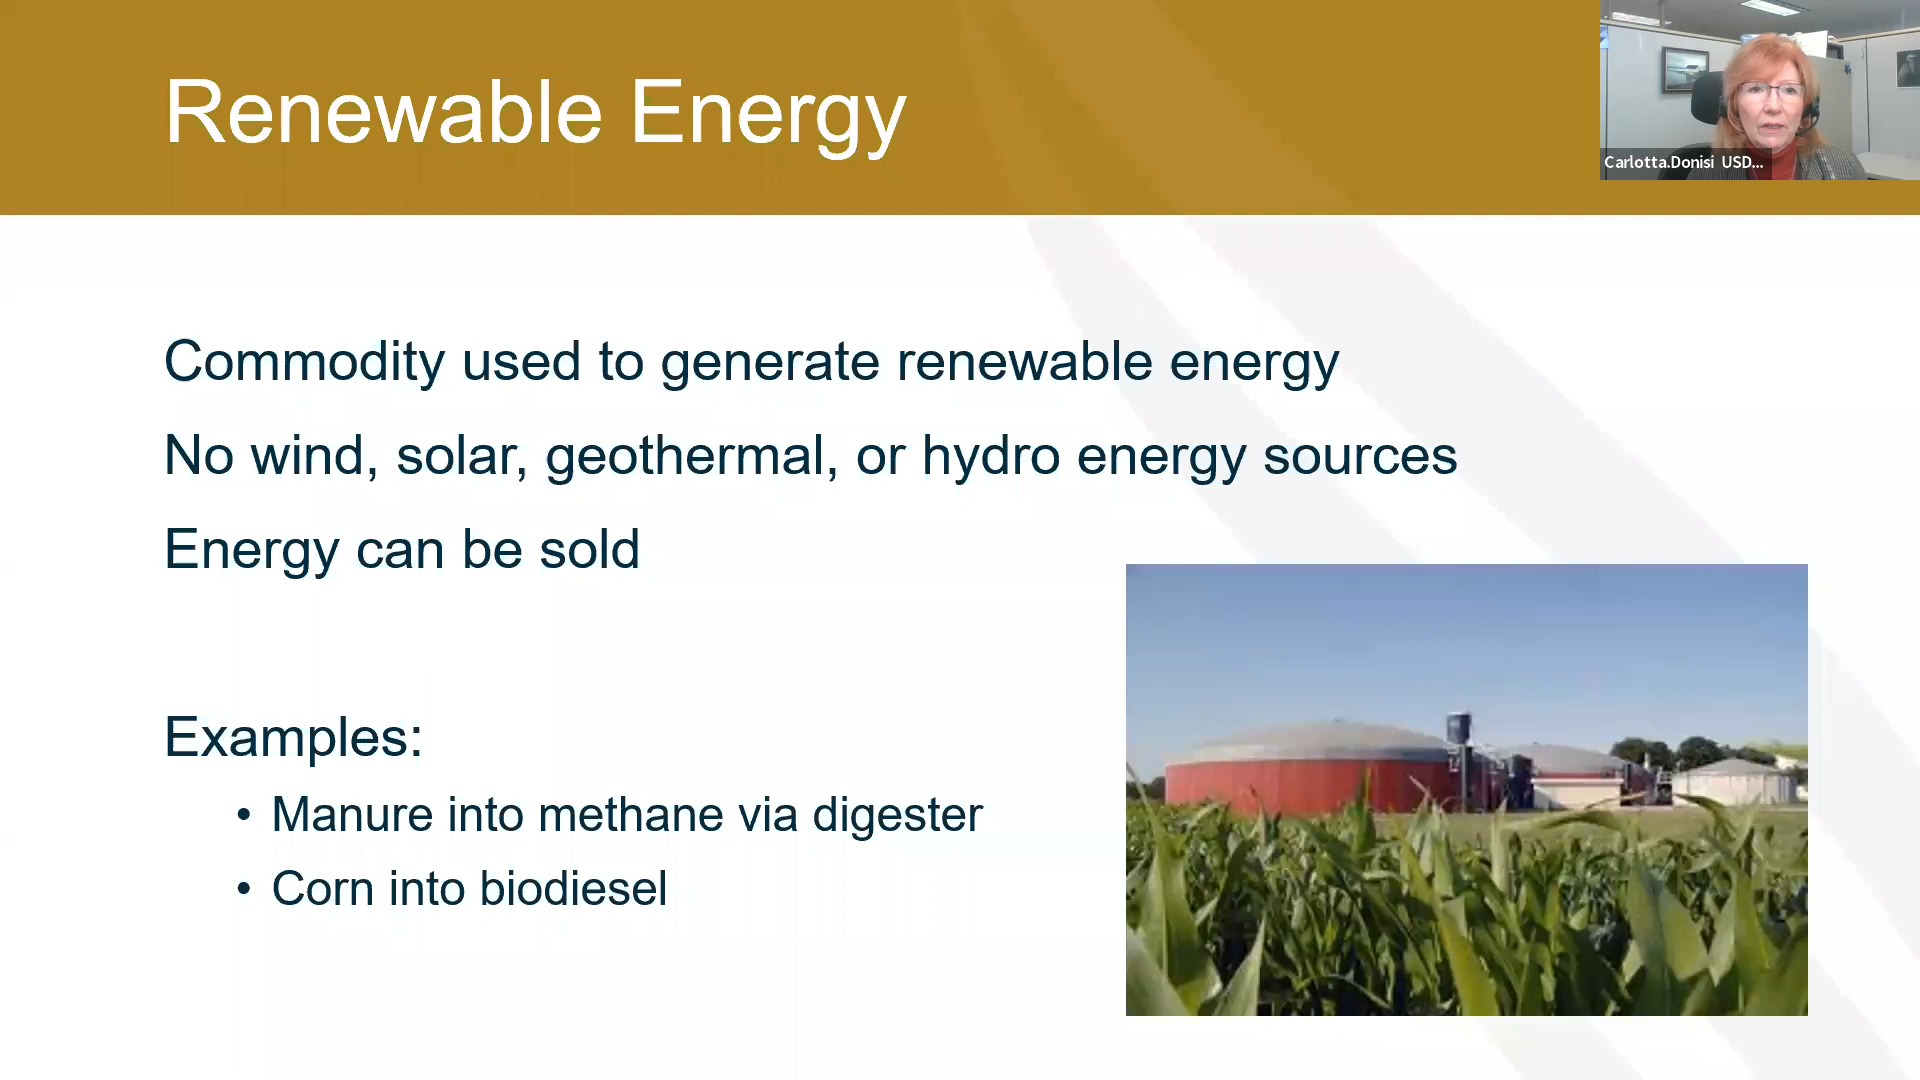 Renewable Energy
Carlotta.Donisi USD...
Commodity used to generate renewable energy
No wind, solar, geothermal, or hydro energy sources
Energy can be sold
Examples:
• Manure into methane via digester
• Corn into biodiesel